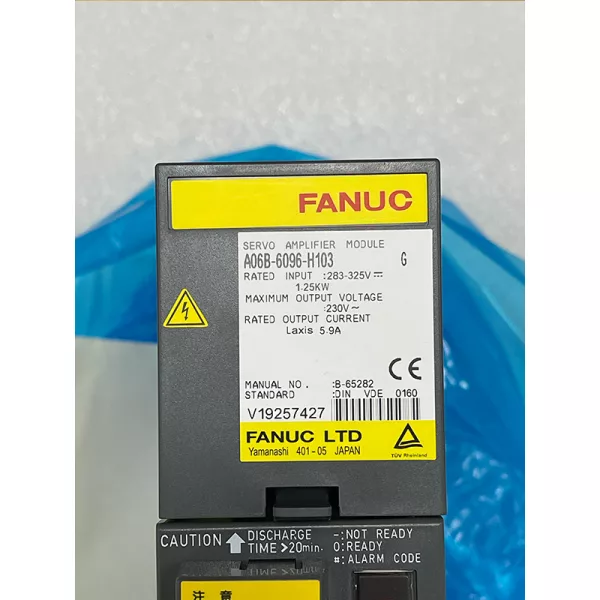 FANUC
SERVO AMPLIFIER MODULE
A06B-6096-H103 G
RATED INPUT :283-325V⎓
1.25KW
MAXIMUM OUTPUT VOLTAGE
:230V～
RATED OUTPUT CURRENT
Laxis 5.9A
CE
MANUAL NO. :B-65282
STANDARD :DIN VDE 0160
V19257427
FANUC LTD
Yamanashi 401-05 JAPAN
TÜV Rheinland
CAUTION
DISCHARGE
TIME >20min.
-:NOT READY
0:READY
#:ALARM CODE
TIME >20min.
注 意